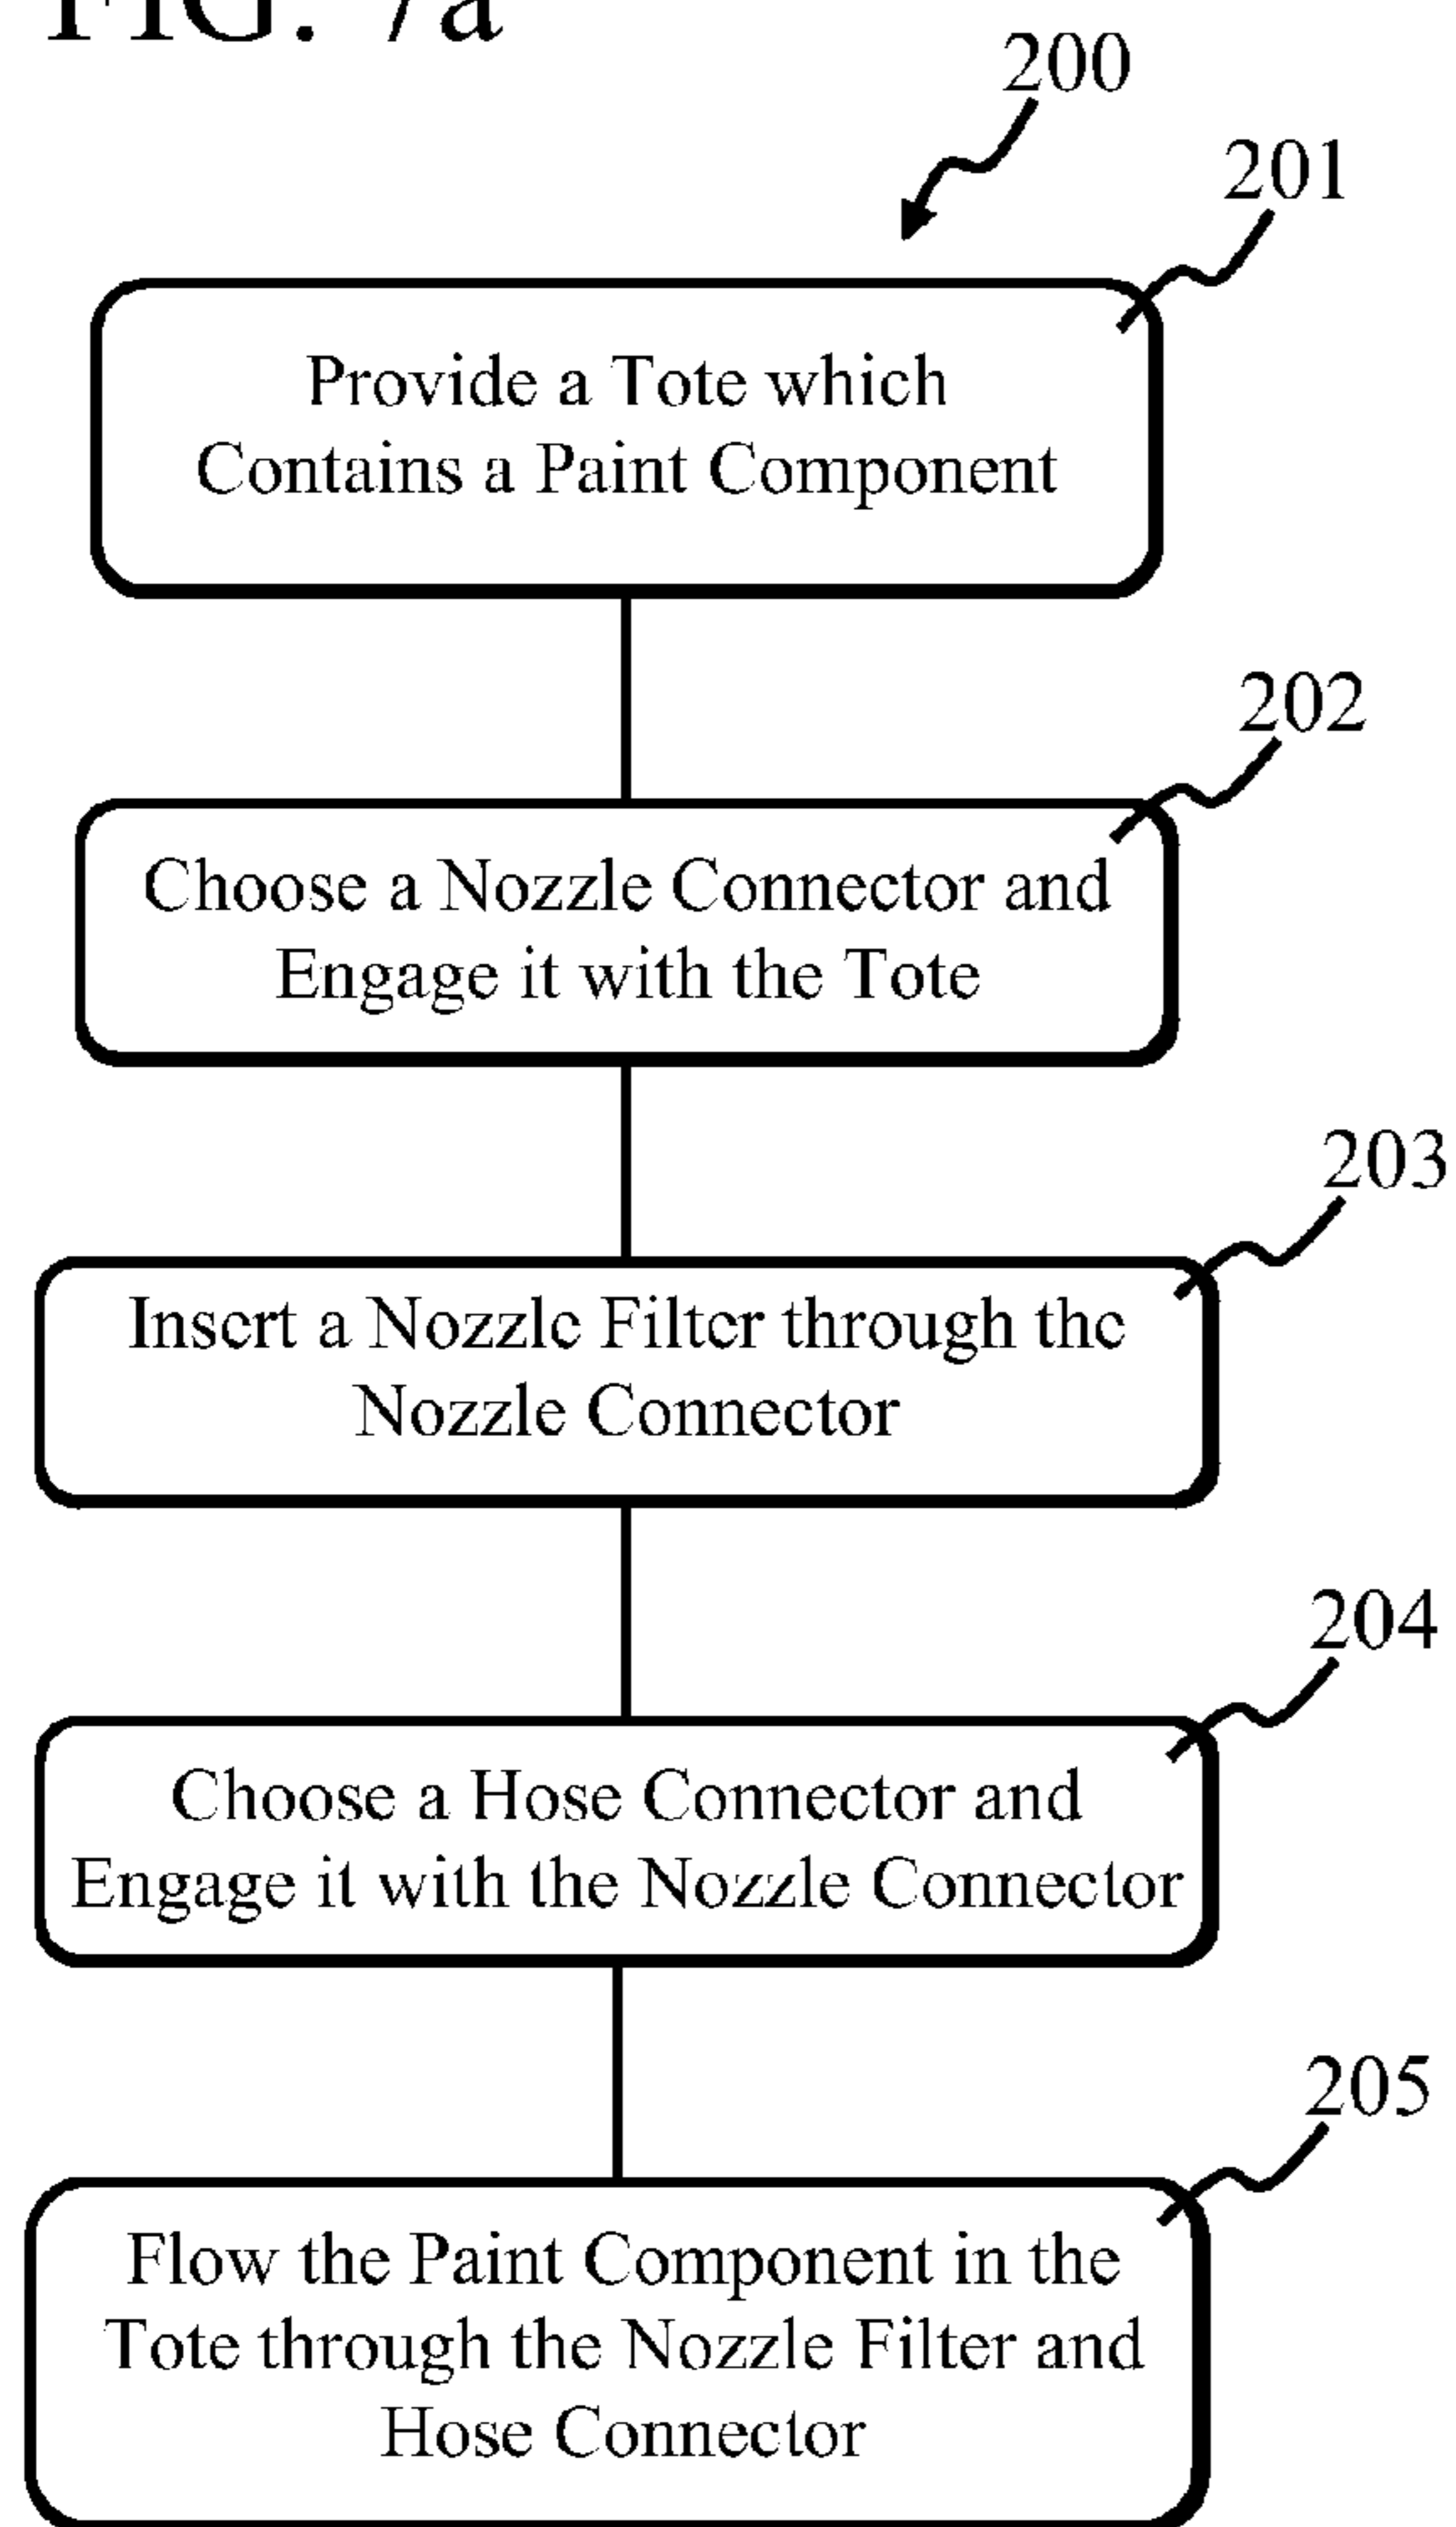 FIG. 7a
200
201
Provide a Tote which
Contains a Paint Component
202
Choose a Nozzle Connector and
Engage it with the Tote
203
Insert a Nozzle Filter through the
Nozzle Connector
204
Choose a Hose Connector and
Engage it with the Nozzle Connector
205
Flow the Paint Component in the
Tote through the Nozzle Filter and
Hose Connector